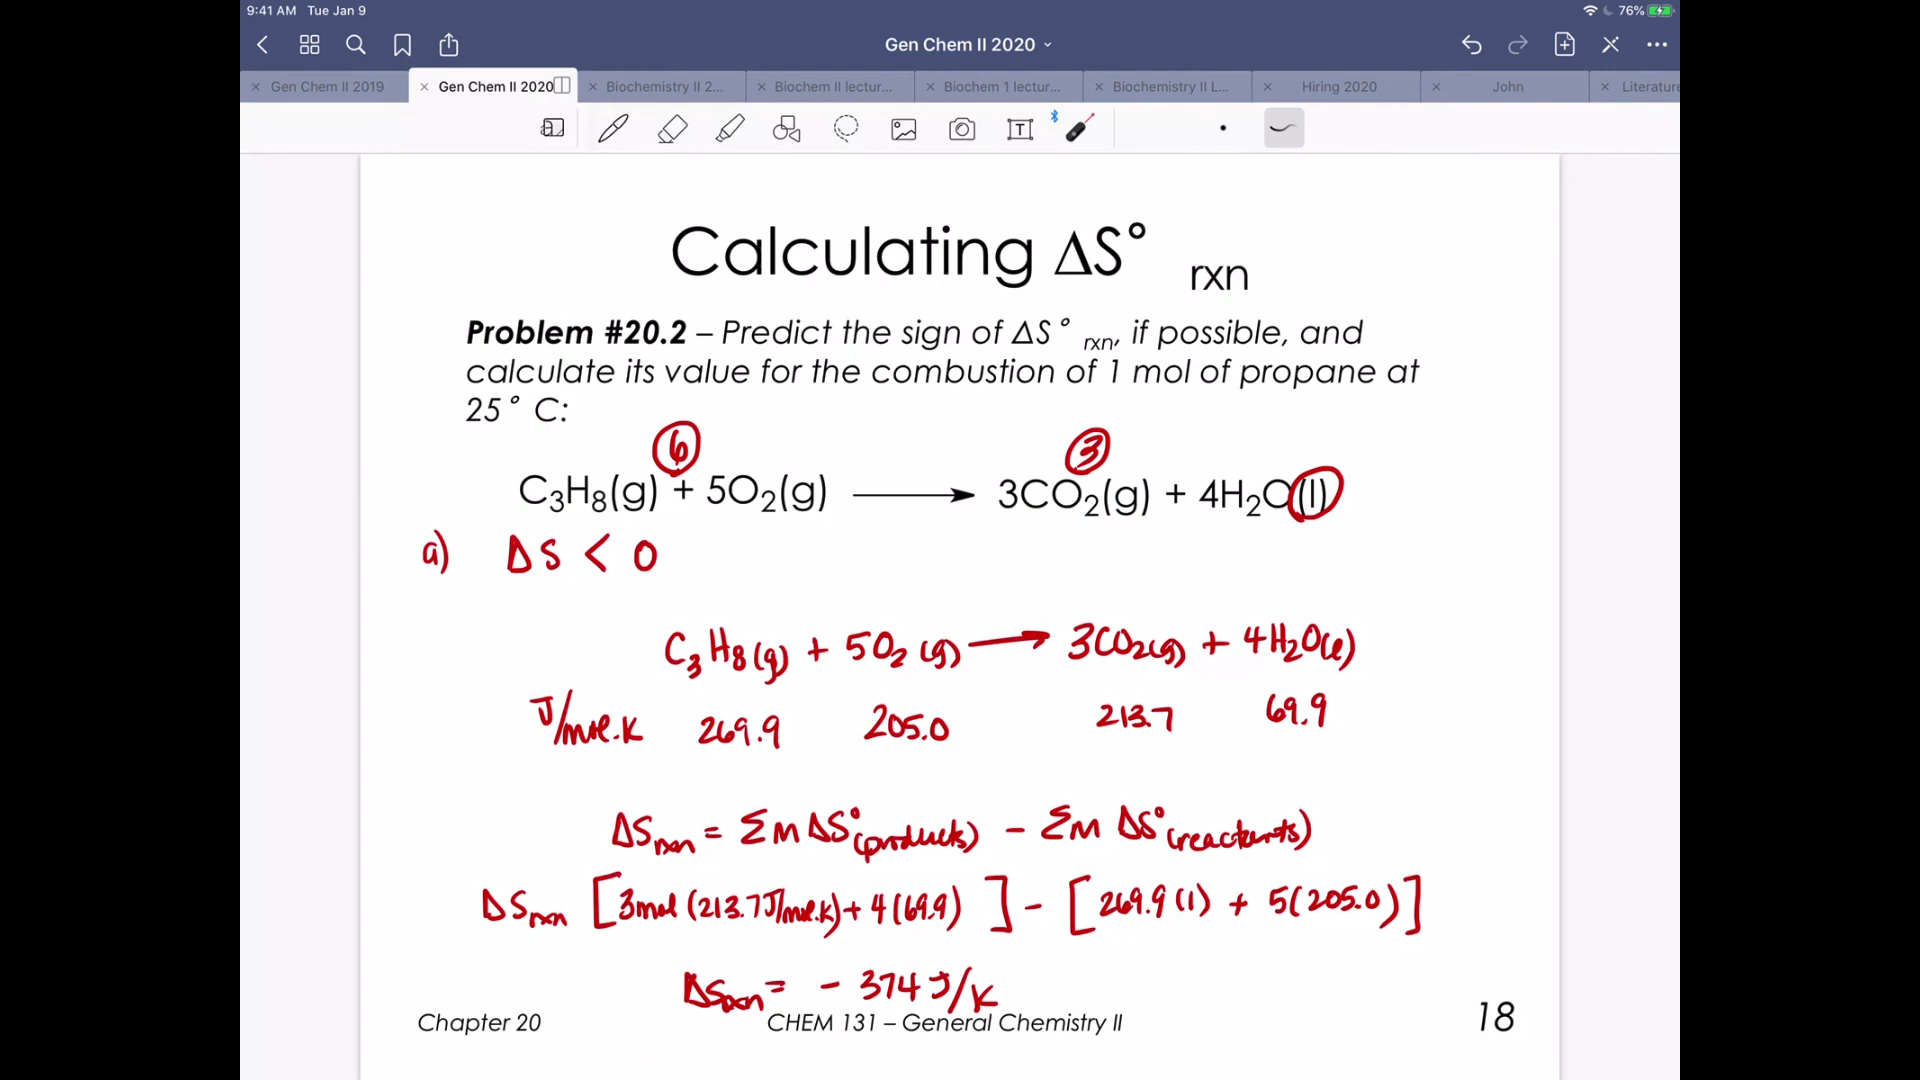 9:41 AM Tue Jan 9
76%
Gen Chem II 2020
Gen Chem II 2019
Gen Chem II 2020
Biochemistry II 2...
Biochem II lectur...
Biochem 1 lectur...
Biochemistry II L...
Hiring 2020
John
Literature
T
Calculating ΔS° rxn
Problem #20.2 – Predict the sign of ΔS° rxn, if possible, and
calculate its value for the combustion of 1 mol of propane at
25° C:
6 3
C₃H₈(g) + 5O₂(g) ⟶ 3CO₂(g) + 4H₂O(l)
a) ΔS < 0
C₃H₈(g) + 5O₂(g) ⟶ 3CO₂(g) + 4H₂O(l)
J/mol.K 269.9 205.0 213.7 69.9
ΔSrxn = Σm ΔS°(products) – Σm ΔS°(reactants)
ΔSrxn [3mol (213.7J/mol.K) + 4(69.9) ] – [269.9(1) + 5(205.0)]
ΔSrxn = – 374 J/K
Chapter 20 CHEM 131 – General Chemistry II 18